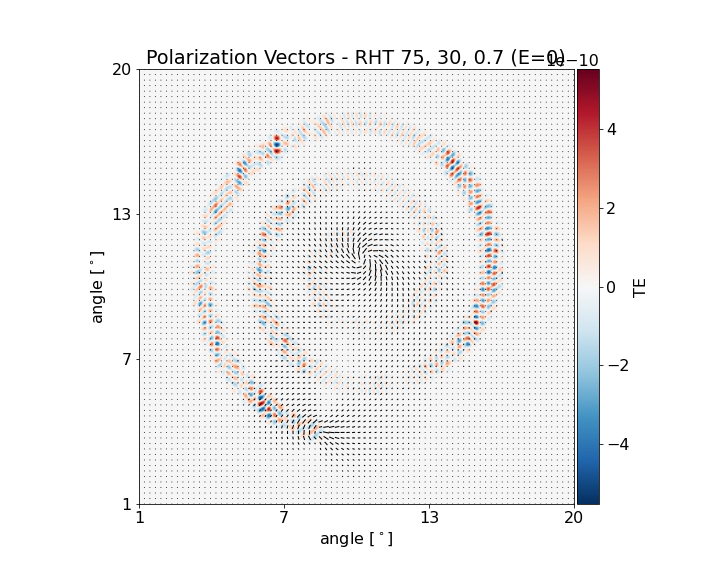 Polarization Vectors - RHT 75, 30, 0.7 (E=0)
1e−10
20
13
7
1
angle [°]
1
7
13
20
angle [°]
4
2
0
−2
−4
TE